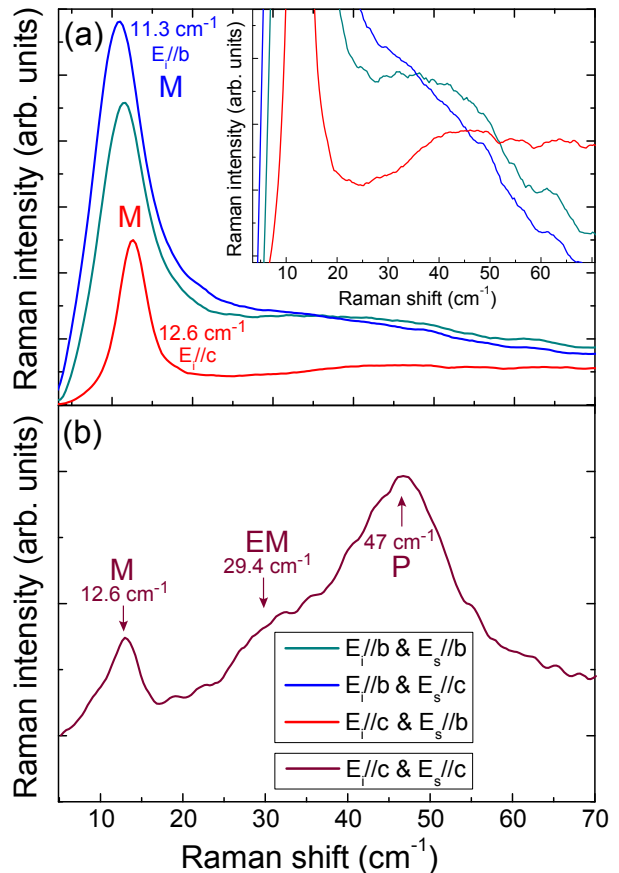 (a)
11.3 cm⁻¹
Eᵢ//b
M
M
12.6 cm⁻¹
Eᵢ//c
Raman intensity (arb. units)
Raman intensity (arb. units)
10 20 30 40 50 60
Raman shift (cm⁻¹)
(b)
Raman intensity (arb. units)
M
12.6 cm⁻¹
EM
29.4 cm⁻¹
47 cm⁻¹
P
Eᵢ//b & Eₛ//b
Eᵢ//b & Eₛ//c
Eᵢ//c & Eₛ//b
Eᵢ//c & Eₛ//c
10 20 30 40 50 60 70
Raman shift (cm⁻¹)